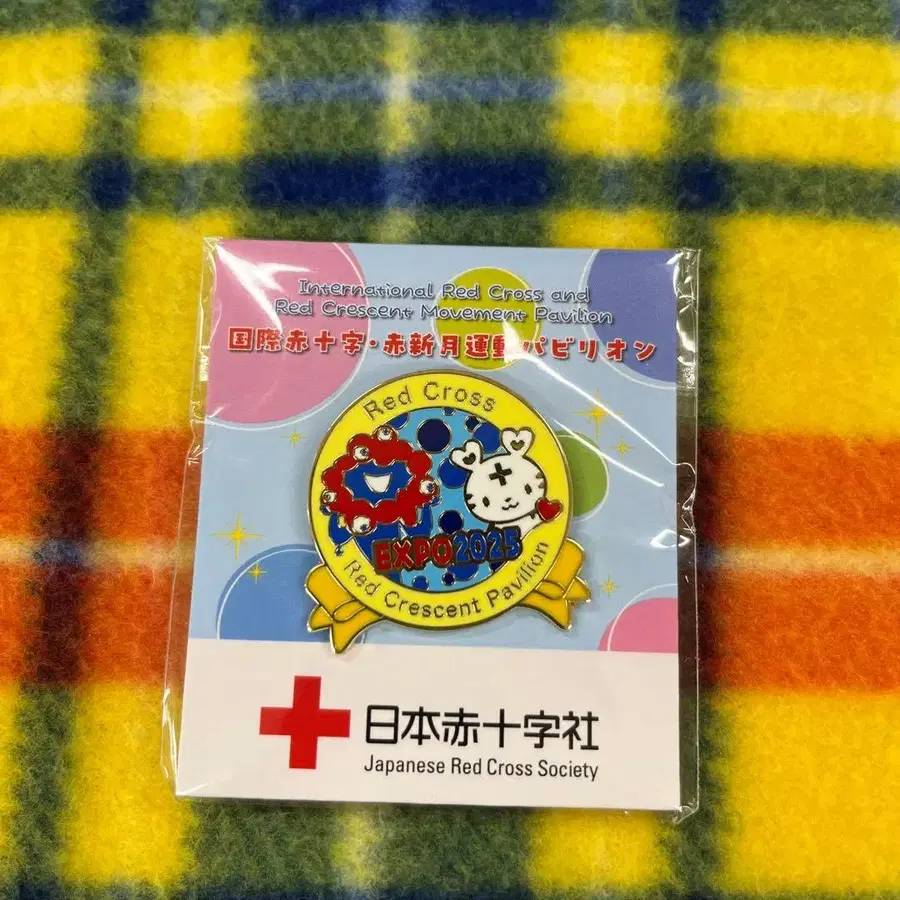 International Red Cross and
Red Crescent Movement Pavilion
国際赤十字・赤新月運動パビリオン
Red Cross
EXPO2025
Red Crescent Pavilion
日本赤十字社
Japanese Red Cross Society